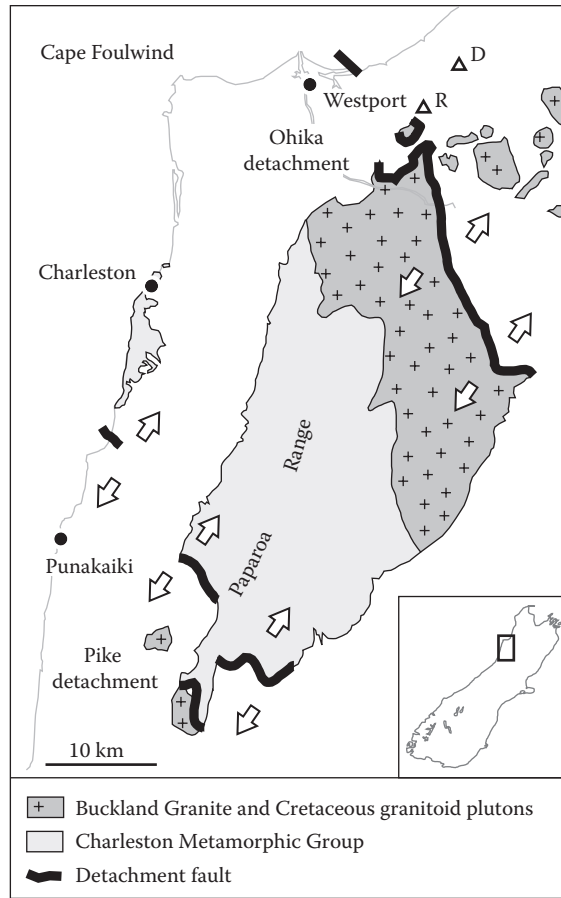 Cape Foulwind
D
Westport
R
Ohika
detachment
Charleston
Range
Paparoa
Punakaiki
Pike
detachment
10 km
Buckland Granite and Cretaceous granitoid plutons
Charleston Metamorphic Group
Detachment fault